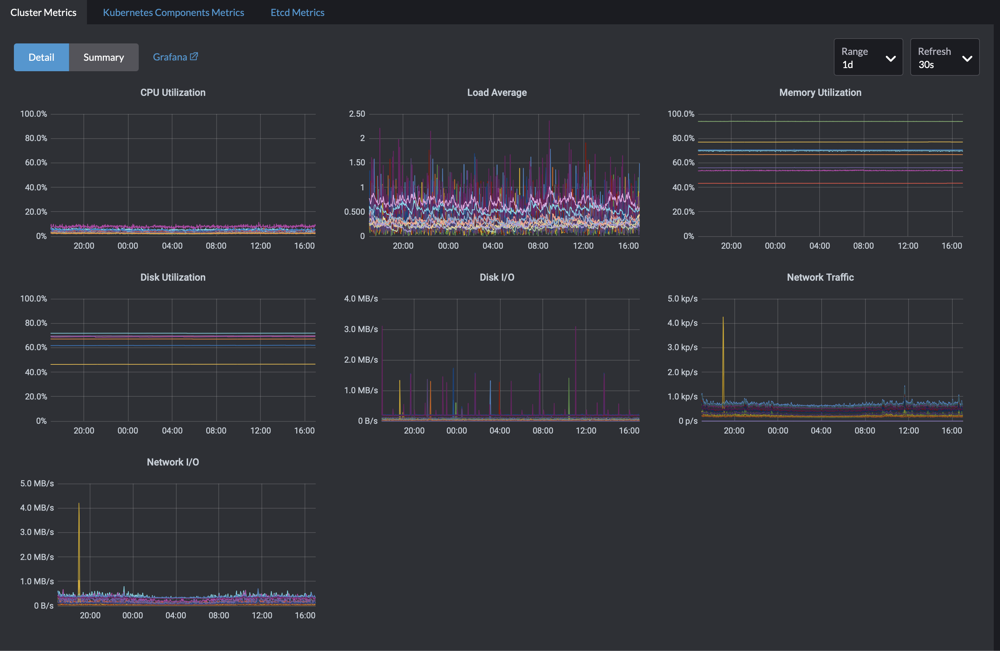 Cluster Metrics
Kubernetes Components Metrics
Etcd Metrics
Detail
Summary
Grafana
Range
1d
Refresh
30s
CPU Utilization
100.0%
80.0%
60.0%
40.0%
20.0%
0%
20:00 00:00 04:00 08:00 12:00 16:00
Load Average
2.50
2
1.50
1
0.500
0
20:00 00:00 04:00 08:00 12:00 16:00
Memory Utilization
100.0%
80.0%
60.0%
40.0%
20.0%
0%
20:00 00:00 04:00 08:00 12:00 16:00
Disk Utilization
100.0%
80.0%
60.0%
40.0%
20.0%
0%
20:00 00:00 04:00 08:00 12:00 16:00
Disk I/O
4.0 MB/s
3.0 MB/s
2.0 MB/s
1.0 MB/s
0 B/s
20:00 00:00 04:00 08:00 12:00 16:00
Network Traffic
5.0 kp/s
4.0 kp/s
3.0 kp/s
2.0 kp/s
1.0 kp/s
0 p/s
20:00 00:00 04:00 08:00 12:00 16:00
Network I/O
5.0 MB/s
4.0 MB/s
3.0 MB/s
2.0 MB/s
1.0 MB/s
0 B/s
20:00 00:00 04:00 08:00 12:00 16:00